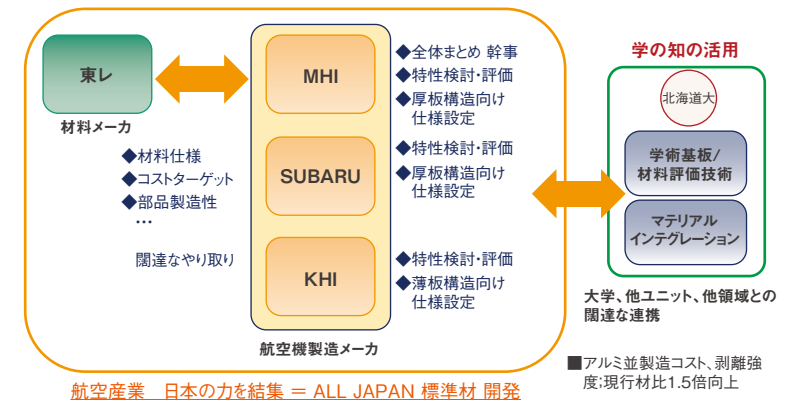 東レ
材料メーカ
◆材料仕様
◆コストターゲット
◆部品製造性
…
闊達なやり取り
MHI
SUBARU
KHI
航空機製造メーカ
◆全体まとめ 幹事
◆特性検討・評価
◆厚板構造向け
仕様設定
◆特性検討・評価
◆厚板構造向け
仕様設定
◆特性検討・評価
◆薄板構造向け
仕様設定
学の知の活用
北海道大
学術基板/
材料評価技術
マテリアル
インテグレーション
大学、他ユニット、他領域との
闊達な連携
■アルミ並製造コスト、剥離強
度;現行材比1.5倍向上
航空産業　日本の力を結集 ＝ ALL JAPAN 標準材 開発